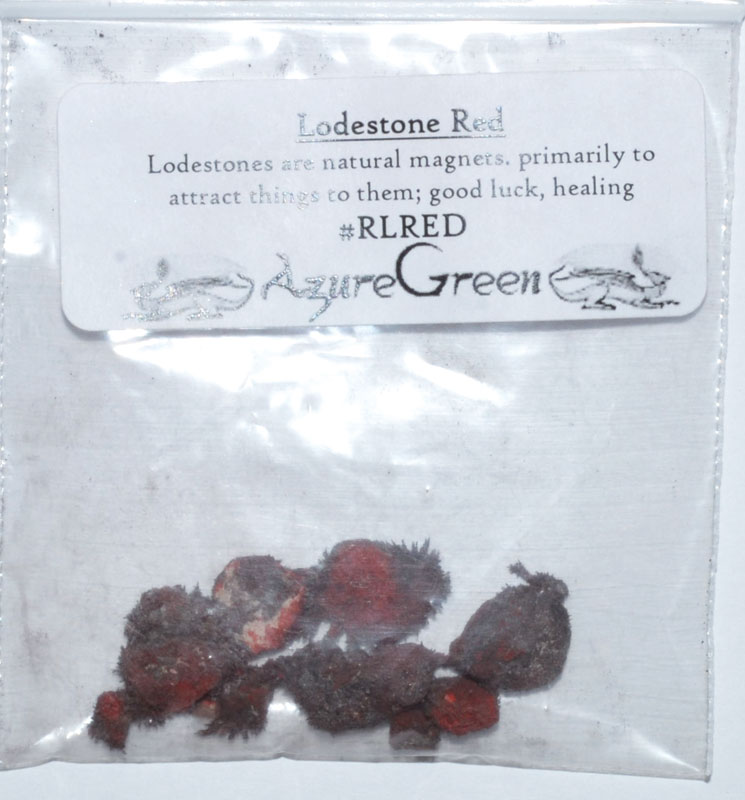 Lodestone Red
Lodestones are natural magnets. primarily to
attract things to them; good luck, healing
#RLRED
AzureGreen